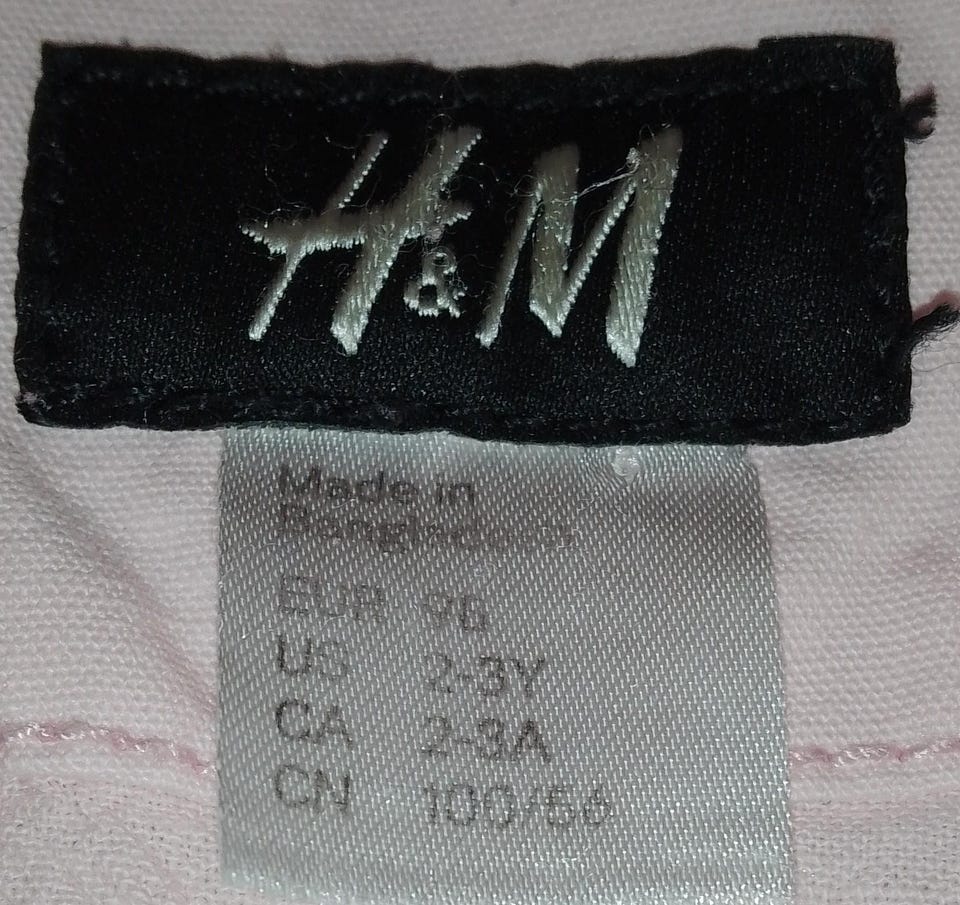 H&M
Made in
Bangladesh
EUR 98
US 2-3Y
CA 2-3A
CN 100/56